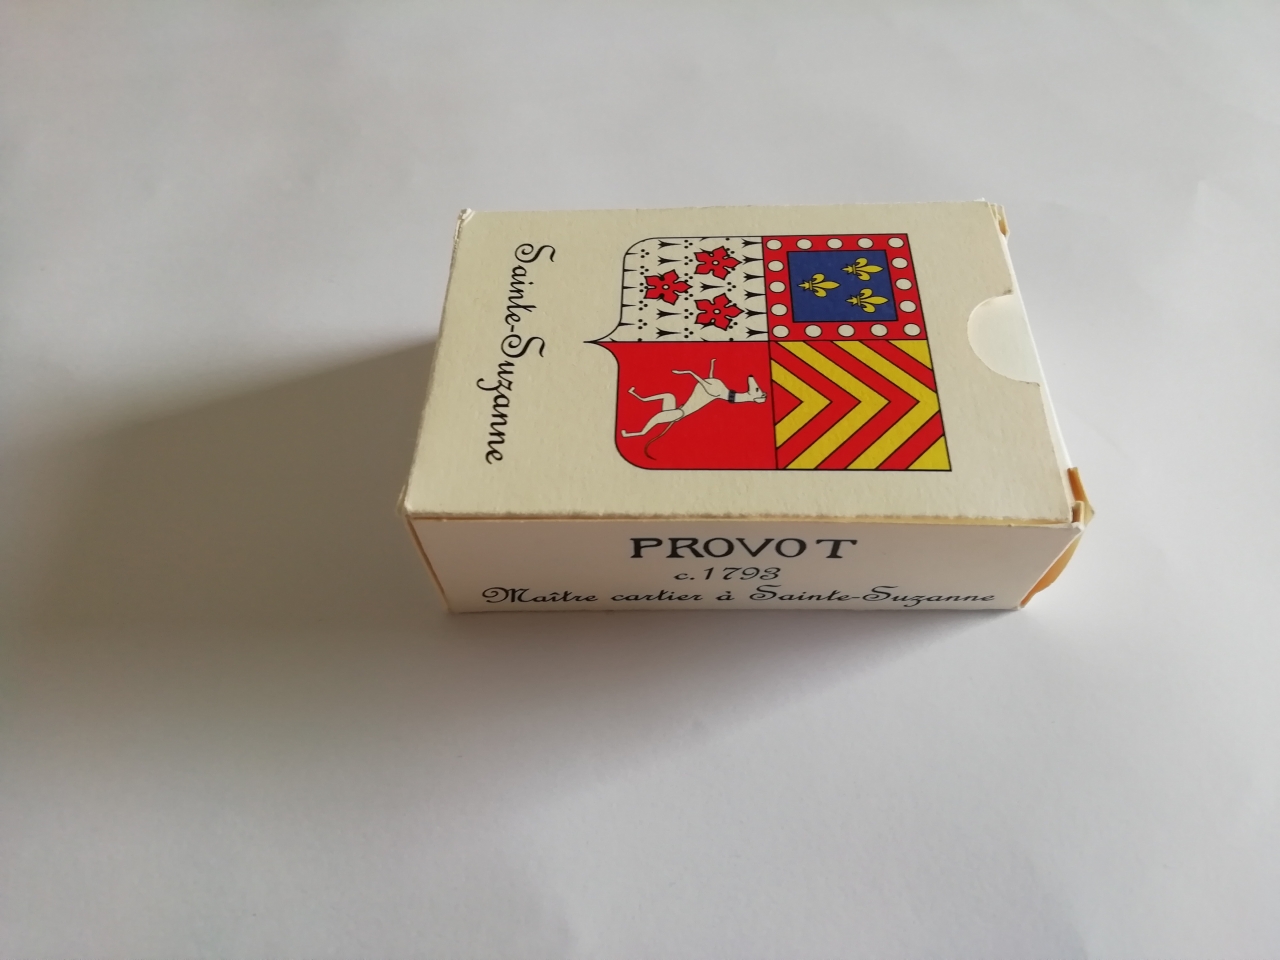 Sainte-Suzanne
PROVOT
c. 1793
Maître cartier à Sainte-Suzanne